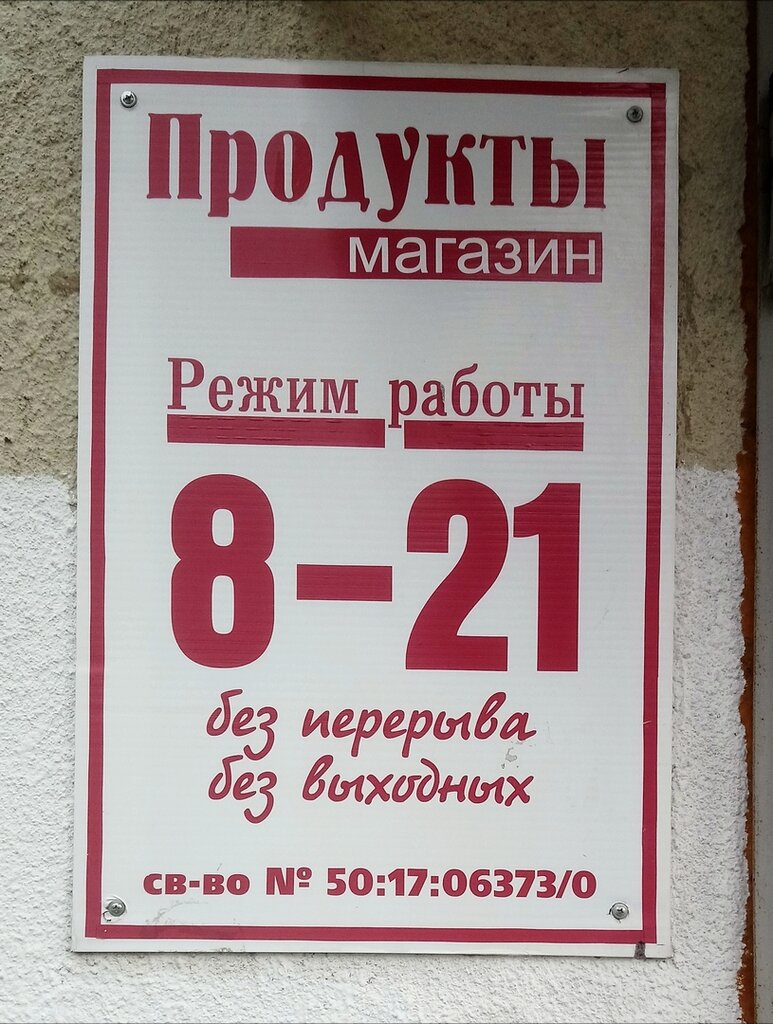 Продукты
магазин
Режим работы
8–21
без перерыва
без выходных
св-во № 50:17:06373/0